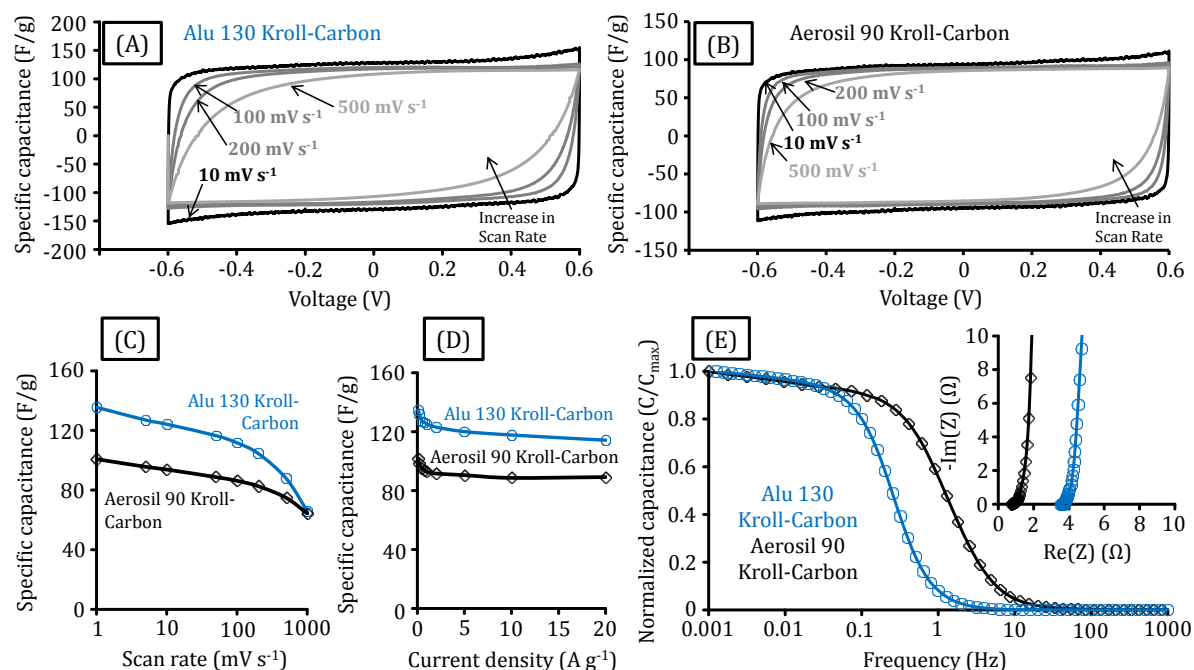 (A)
Alu 130 Kroll-Carbon
Specific capacitance (F/g)
200
150
100
50
0
-50
-100
-150
-200
500 mV s-1
100 mV s-1
200 mV s-1
10 mV s-1
Increase in
Scan Rate
-0.6
-0.4
-0.2
0
0.2
0.4
0.6
Voltage (V)
(B)
Aerosil 90 Kroll-Carbon
Specific capacitance (F/g)
150
100
50
0
-50
-100
-150
200 mV s-1
100 mV s-1
10 mV s-1
500 mV s-1
Increase in
Scan Rate
-0.6
-0.4
-0.2
0
0.2
0.4
0.6
Voltage (V)
(C)
Specific capacitance (F/g)
160
120
80
40
0
Alu 130 Kroll-
Carbon
Aerosil 90 Kroll-
Carbon
1
10
100
1000
Scan rate (mV s-1)
(D)
Specific capacitance (F/g)
160
120
80
40
0
Alu 130 Kroll-Carbon
Aerosil 90 Kroll-Carbon
0
5
10
15
20
Current density (A g-1)
(E)
Normalized capacitance (C/Cmax)
1.0
0.8
0.6
0.4
0.2
0
Alu 130
Kroll-Carbon
Aerosil 90
Kroll-Carbon
0.001
0.01
0.1
1
10
100
1000
Frequency (Hz)
-Im(Z) (Ω)
10
8
6
4
2
0
0
2
4
6
8
10
Re(Z) (Ω)